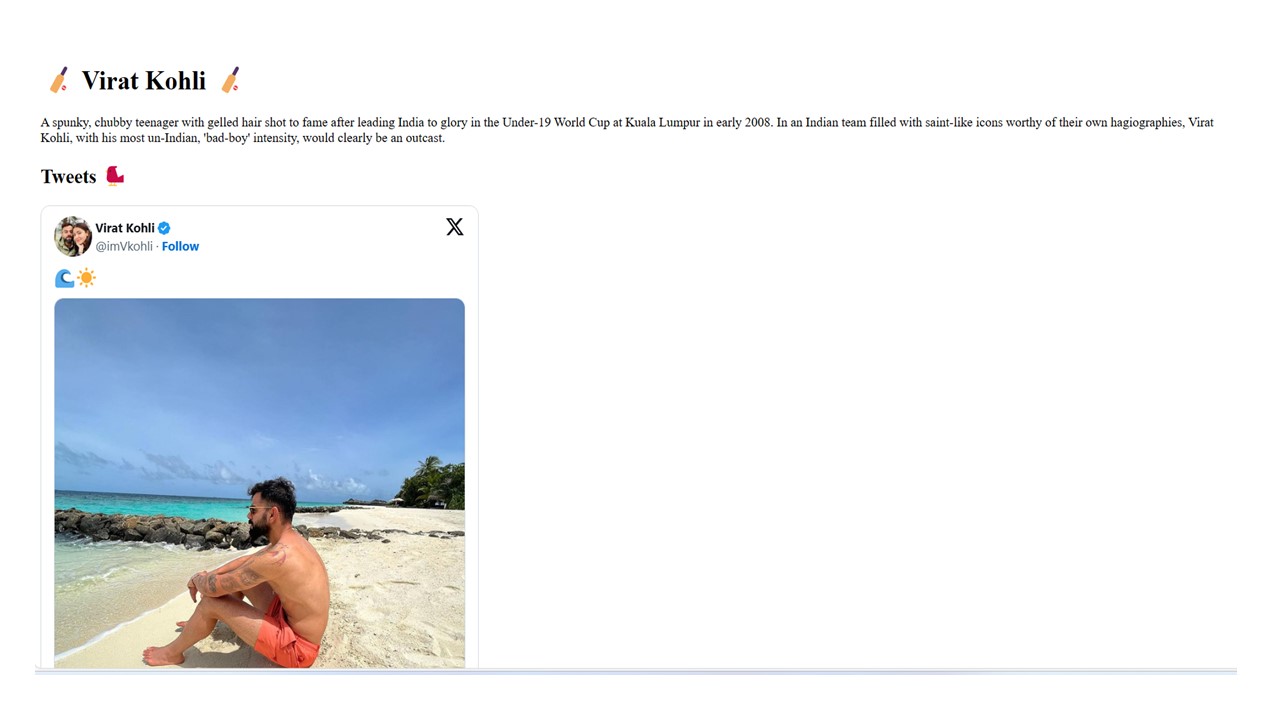 🏏 Virat Kohli 🏏
A spunky, chubby teenager with gelled hair shot to fame after leading India to glory in the Under-19 World Cup at Kuala Lumpur in early 2008. In an Indian team filled with saint-like icons worthy of their own hagiographies, Virat
Kohli, with his most un-Indian, 'bad-boy' intensity, would clearly be an outcast.
Tweets
Virat Kohli
X
@imVkohli · Follow
🌊☀️